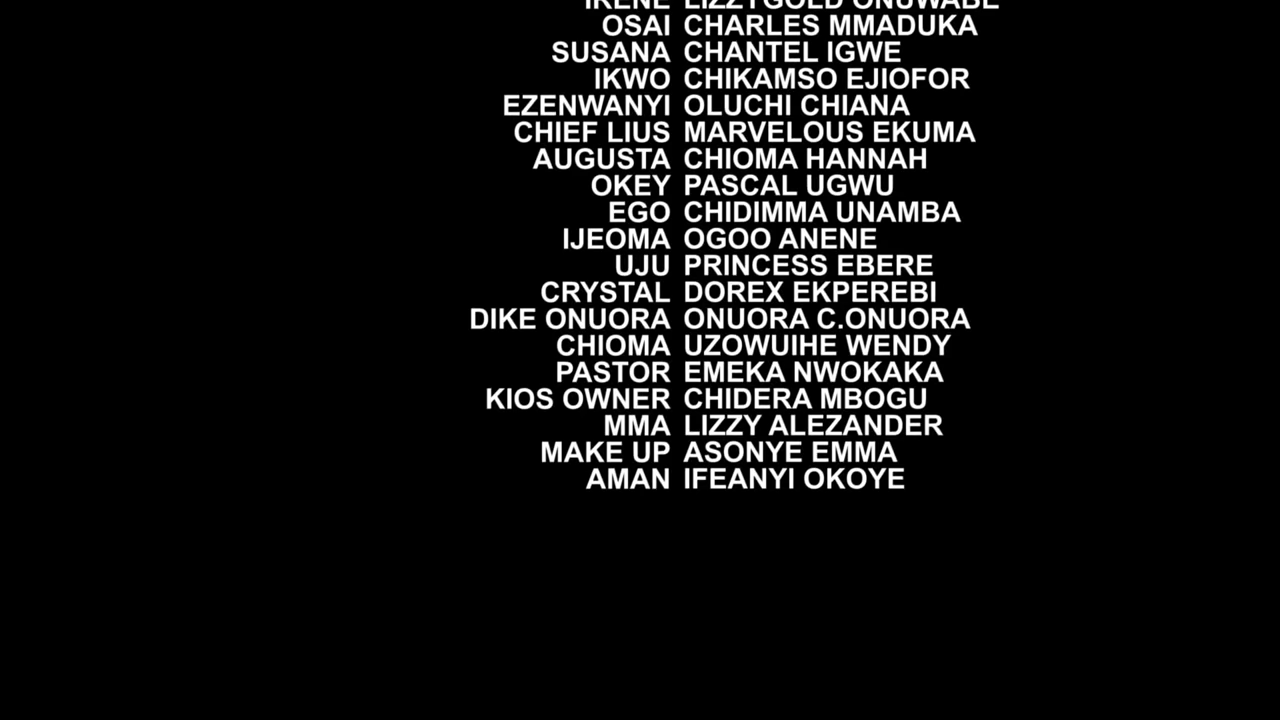 IRENE LIZZYGOLD ONUWABE
OSAI CHARLES MMADUKA
SUSANA CHANTEL IGWE
IKWO CHIKAMSO EJIOFOR
EZENWANYI OLUCHI CHIANA
CHIEF LIUS MARVELOUS EKUMA
AUGUSTA CHIOMA HANNAH
OKEY PASCAL UGWU
EGO CHIDIMMA UNAMBA
IJEOMA OGOO ANENE
UJU PRINCESS EBERE
CRYSTAL DOREX EKPEREBI
DIKE ONUORA ONUORA C.ONUORA
CHIOMA UZOWUIHE WENDY
PASTOR EMEKA NWOKAKA
KIOS OWNER CHIDERA MBOGU
MMA LIZZY ALEZANDER
MAKE UP ASONYE EMMA
AMAN IFEANYI OKOYE